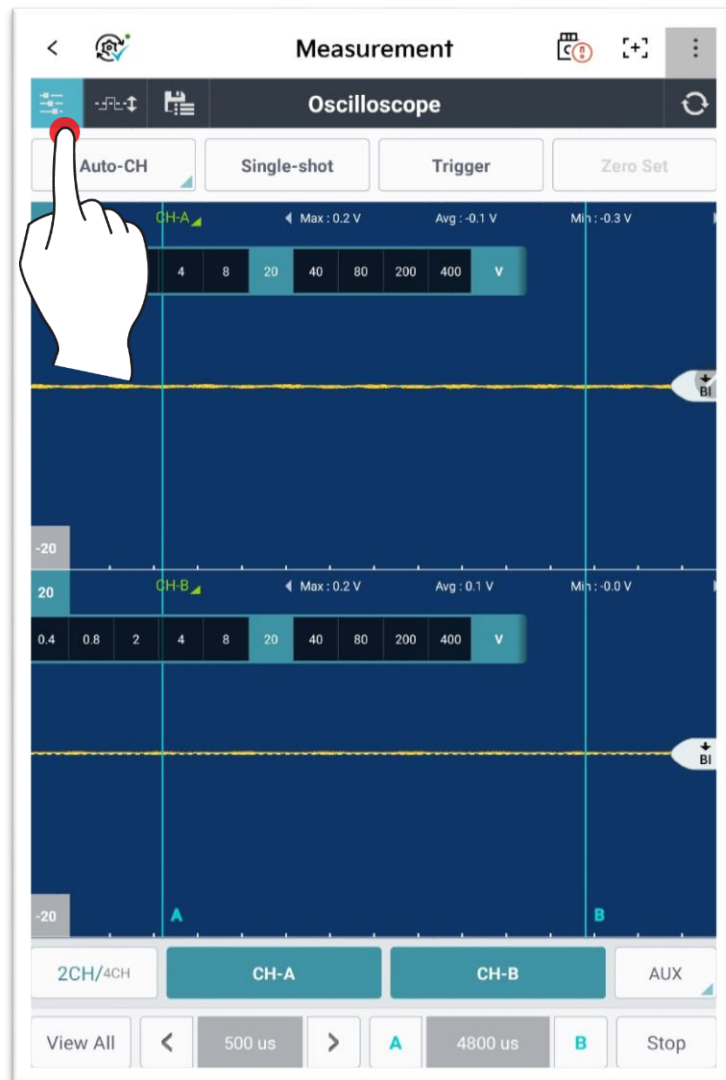 Measurement
Oscilloscope
Auto-CH Single-shot Trigger Zero Set
CH-A Max : 0.2 V Avg : -0.1 V Min : -0.3 V
4 8 20 40 80 200 400 V
BI
-20
20 CH-B Max : 0.2 V Avg : 0.1 V Min : -0.0 V
0.4 0.8 2 4 8 20 40 80 200 400 V
BI
-20 A B
2CH/4CH CH-A CH-B AUX
View All < 500 us > A 4800 us B Stop